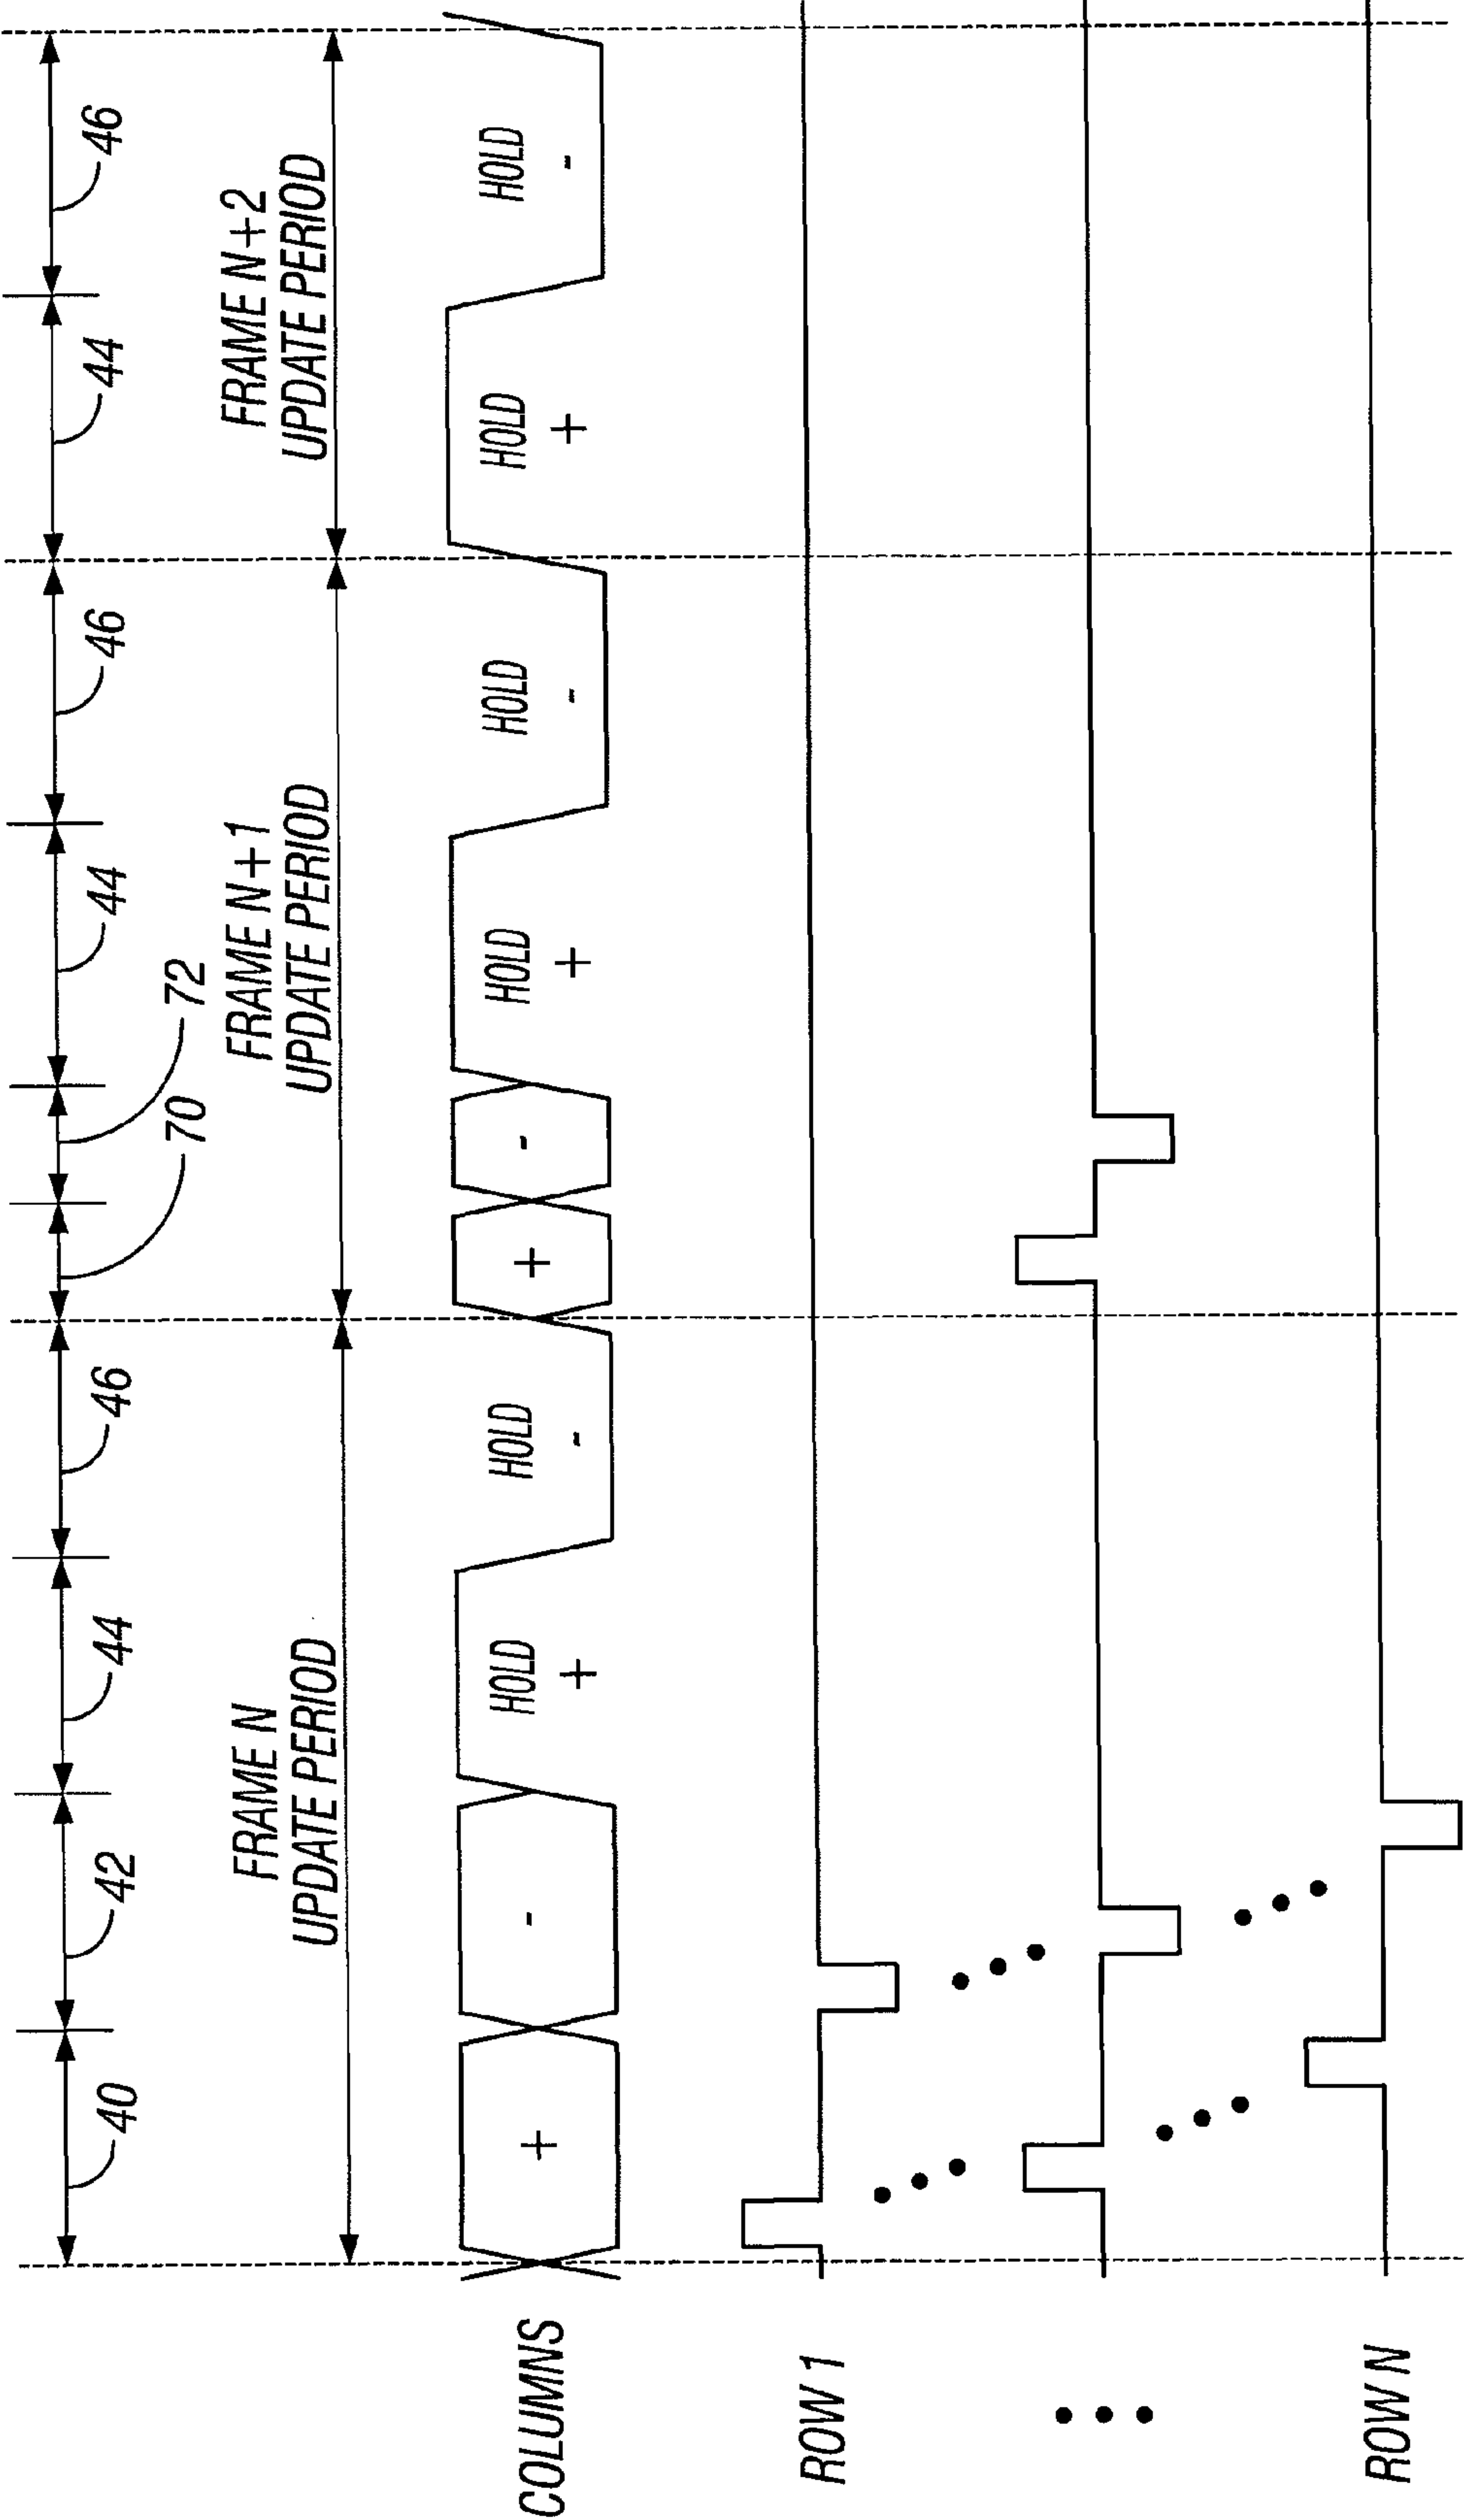 40 42 44 46 70 72 44 46 44 46
FRAME N
UPDATE PERIOD
FRAME N+1
UPDATE PERIOD
FRAME N+2
UPDATE PERIOD
COLUMNS
+ - HOLD + HOLD - + - HOLD + HOLD - HOLD + HOLD -
ROW 1
ROW N